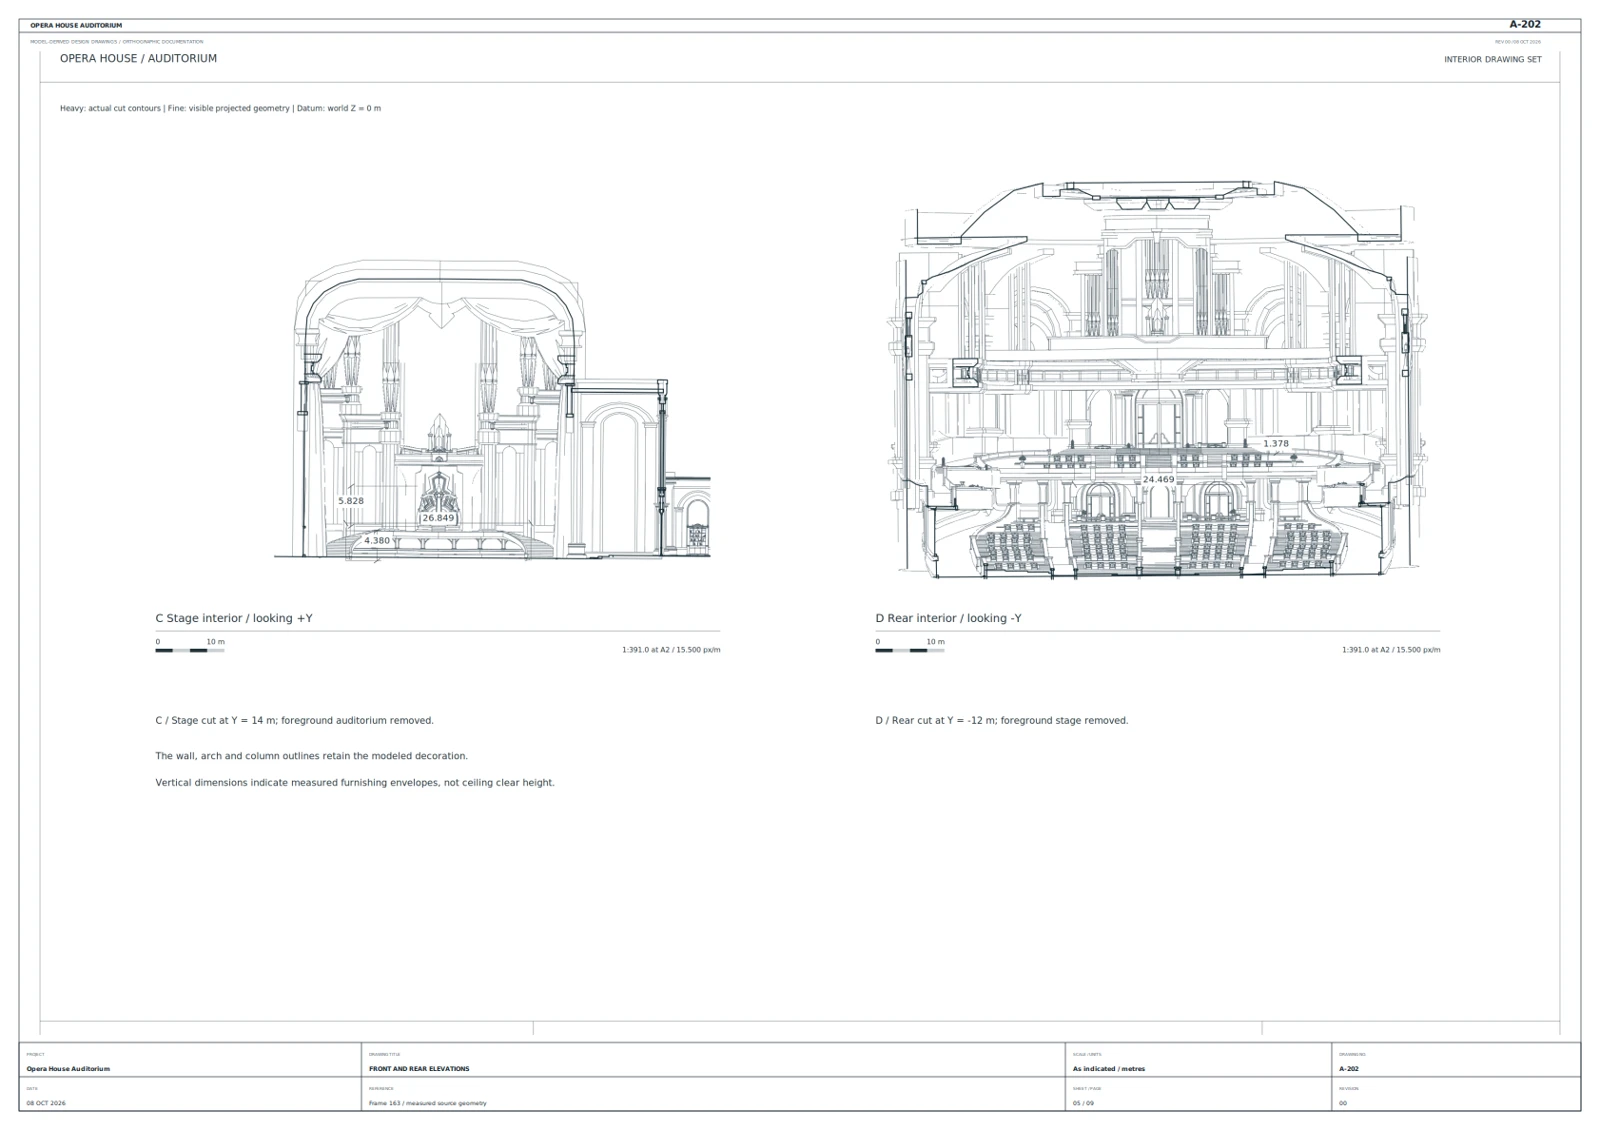 OPERA HOUSE AUDITORIUM
A-202
MODEL-DERIVED DESIGN DRAWINGS / ORTHOGRAPHIC DOCUMENTATION
REV 00 / 08 OCT 2026
OPERA HOUSE / AUDITORIUM
INTERIOR DRAWING SET
Heavy: actual cut contours | Fine: visible projected geometry | Datum: world Z = 0 m
5.828
26.849
4.380
1.378
24.469
C Stage interior / looking +Y
0 10 m
1:391.0 at A2 / 15.500 px/m
D Rear interior / looking -Y
0 10 m
1:391.0 at A2 / 15.500 px/m
C / Stage cut at Y = 14 m; foreground auditorium removed.
The wall, arch and column outlines retain the modeled decoration.
Vertical dimensions indicate measured furnishing envelopes, not ceiling clear height.
D / Rear cut at Y = -12 m; foreground stage removed.
PROJECT
Opera House Auditorium
DRAWING TITLE
FRONT AND REAR ELEVATIONS
SCALE / UNITS
As indicated / metres
DRAWING
A-202
DATE
08 OCT 2026
REFERENCE
Frame 163 / measured source geometry
SHEET / PAGE
05 / 09
REVISION
00